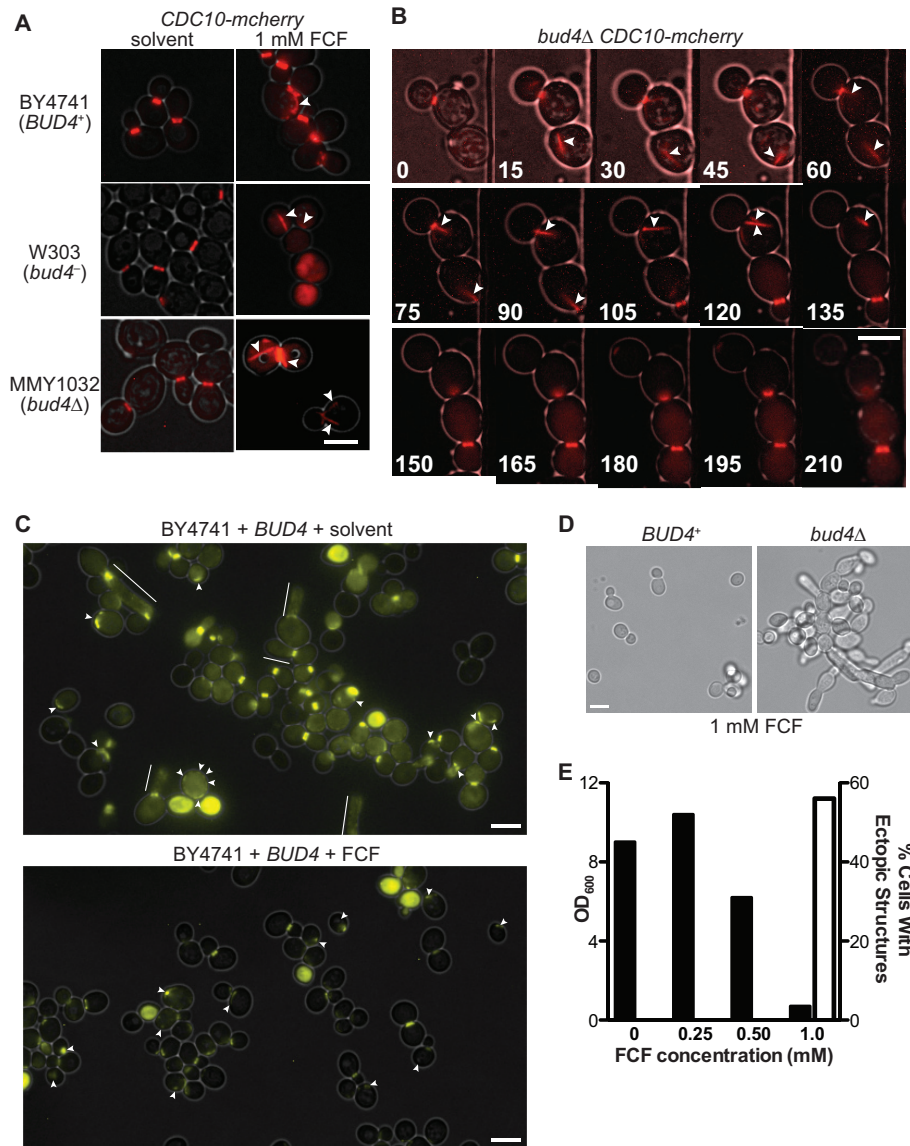 A
CDC10-mcherry
solvent 1 mM FCF
BY4741
(BUD4⁺)
W303
(bud4⁻)
MMY1032
(bud4Δ)
B
bud4Δ CDC10-mcherry
0 15 30 45 60
75 90 105 120 135
150 165 180 195 210
C
BY4741 + BUD4 + solvent
BY4741 + BUD4 + FCF
D
BUD4⁺ bud4Δ
1 mM FCF
E
12 60
8 40
4 20
0 0
OD₆₀₀
% Cells With
Ectopic Structures
0 0.25 0.50 1.0
FCF concentration (mM)